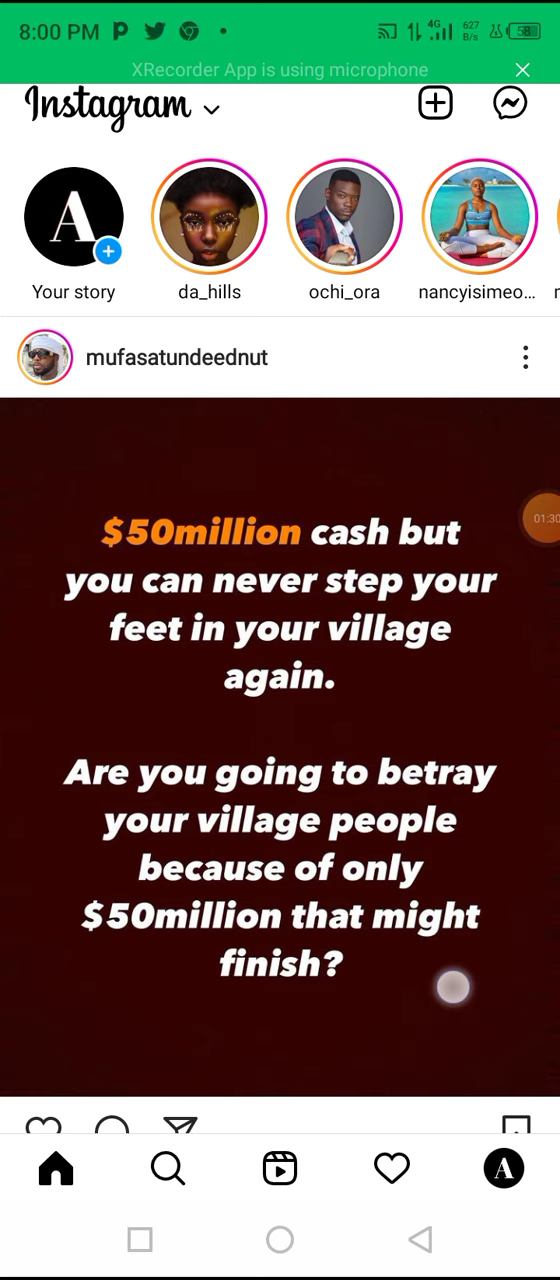 8:00 PM
4G
627 B/s
58
XRecorder App is using microphone
Instagram
A
Your story
da_hills
ochi_ora
nancyisimeo...
mufasatundeednut
01:30
$50million cash but
you can never step your
feet in your village
again.
Are you going to betray
your village people
because of only
$50million that might
finish?
A